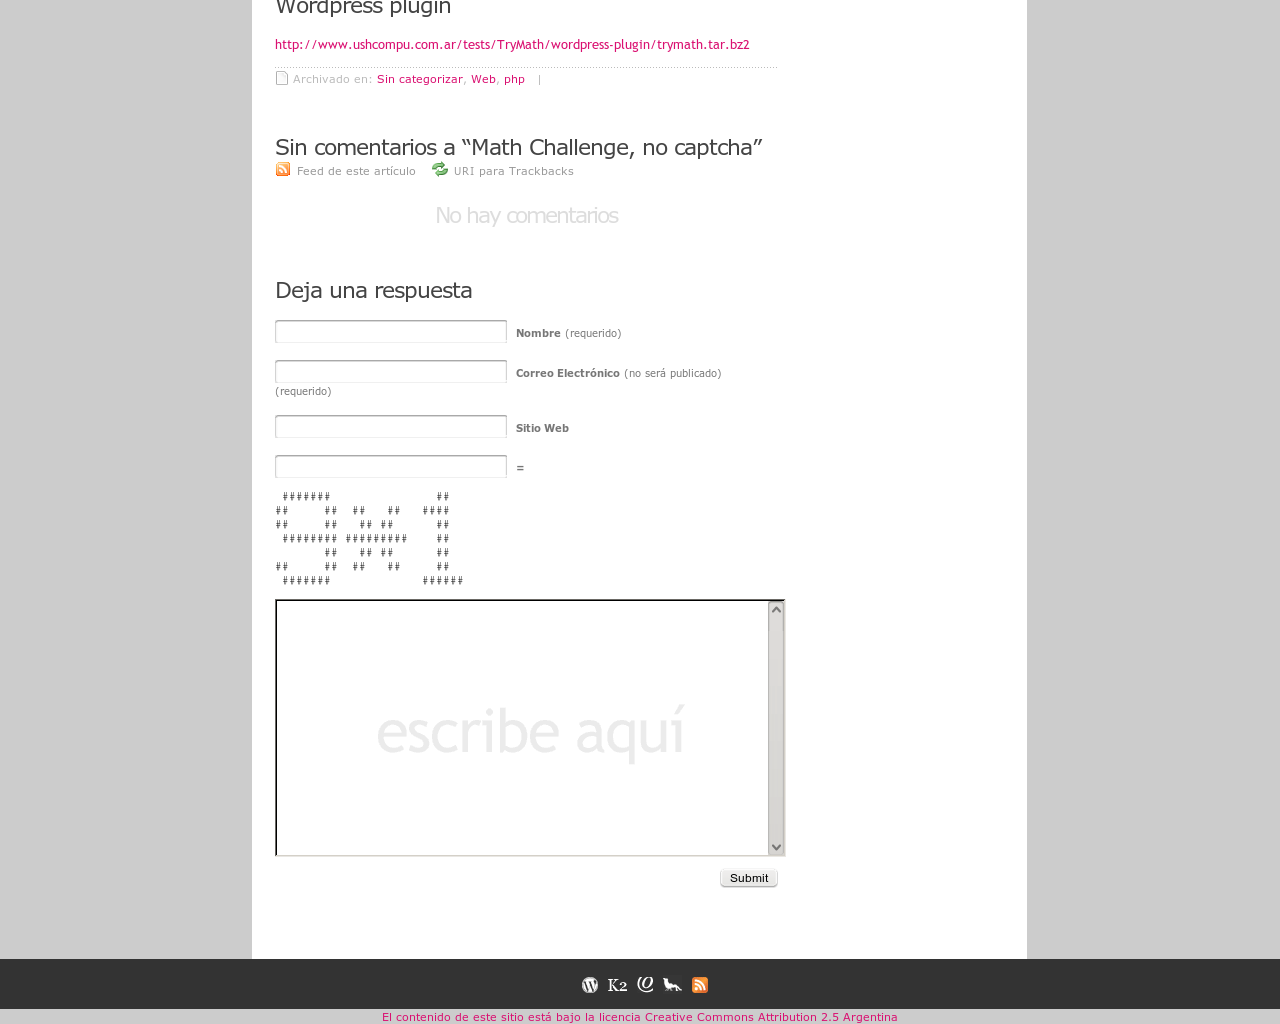 Wordpress plugin
http://www.ushcompu.com.ar/tests/TryMath/wordpress-plugin/trymath.tar.bz2
Archivado en: Sin categorizar, Web, php |
Sin comentarios a “Math Challenge, no captcha”
Feed de este artículo URI para Trackbacks
No hay comentarios
Deja una respuesta
Nombre (requerido)
Correo Electrónico (no será publicado)
(requerido)
Sitio Web
=
 #######               ##
##     ##  ##   ##   ####
##     ##   ## ##      ##
 ######## #########    ##
       ##   ## ##      ##
##     ##  ##   ##     ##
 #######             ######
escribe aquí
Submit
K2 @
El contenido de este sitio está bajo la licencia Creative Commons Attribution 2.5 Argentina